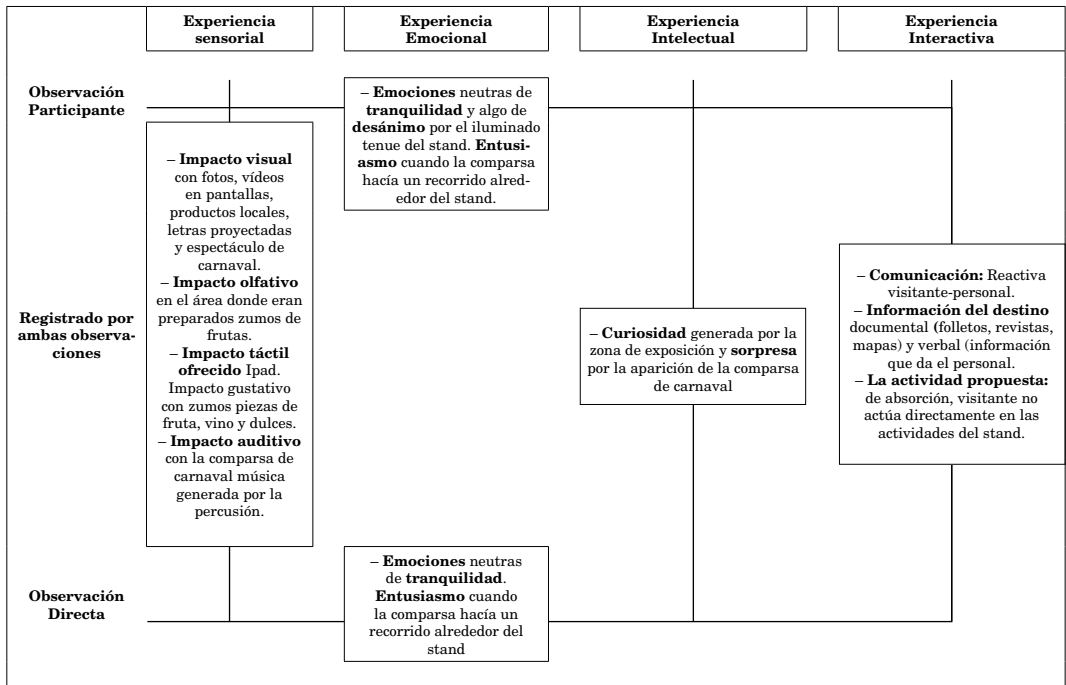 Experiencia
sensorial
Experiencia
Emocional
Experiencia
Intelectual
Experiencia
Interactiva
Observación
Participante
– Emociones neutras de
tranquilidad y algo de
desánimo por el iluminado
tenue del stand. Entusi-
asmo cuando la comparsa
hacía un recorrido alred-
edor del stand.
– Impacto visual
con fotos, vídeos
en pantallas,
productos locales,
letras proyectadas
y espectáculo de
carnaval.
– Impacto olfativo
en el área donde eran
preparados zumos de
frutas.
– Impacto táctil
ofrecido Ipad.
Impacto gustativo
con zumos piezas de
fruta, vino y dulces.
– Impacto auditivo
con la comparsa de
carnaval música
generada por la
percusión.
Registrado por
ambas observa-
ciones
– Curiosidad generada por la
zona de exposición y sorpresa
por la aparición de la comparsa
de carnaval
– Comunicación: Reactiva
visitante-personal.
– Información del destino
documental (folletos, revistas,
mapas) y verbal (información
que da el personal.
– La actividad propuesta:
de absorción, visitante no
actúa directamente en las
actividades del stand.
Observación
Directa
– Emociones neutras
de tranquilidad.
Entusiasmo cuando
la comparsa hacía un
recorrido alrededor del
stand